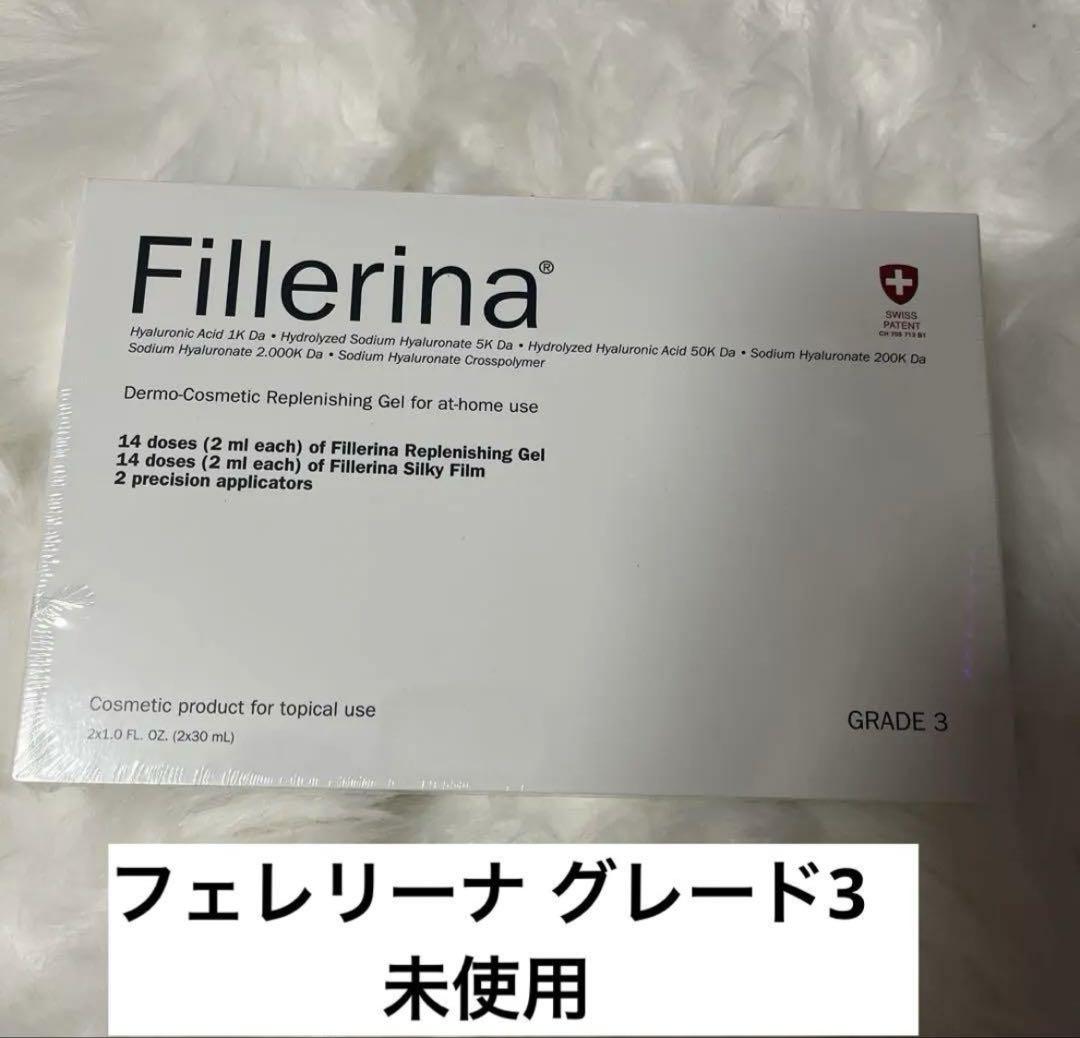 Fillerina®
SWISS
PATENT
CH 705 713 B1
Hyaluronic Acid 1K Da • Hydrolyzed Sodium Hyaluronate 5K Da • Hydrolyzed Hyaluronic Acid 50K Da • Sodium Hyaluronate 200K Da
Sodium Hyaluronate 2.000K Da • Sodium Hyaluronate Crosspolymer
Dermo-Cosmetic Replenishing Gel for at-home use
14 doses (2 ml each) of Fillerina Replenishing Gel
14 doses (2 ml each) of Fillerina Silky Film
2 precision applicators
Cosmetic product for topical use
2x1.0 FL. OZ. (2x30 mL)
GRADE 3
フェレリーナ グレード3
未使用